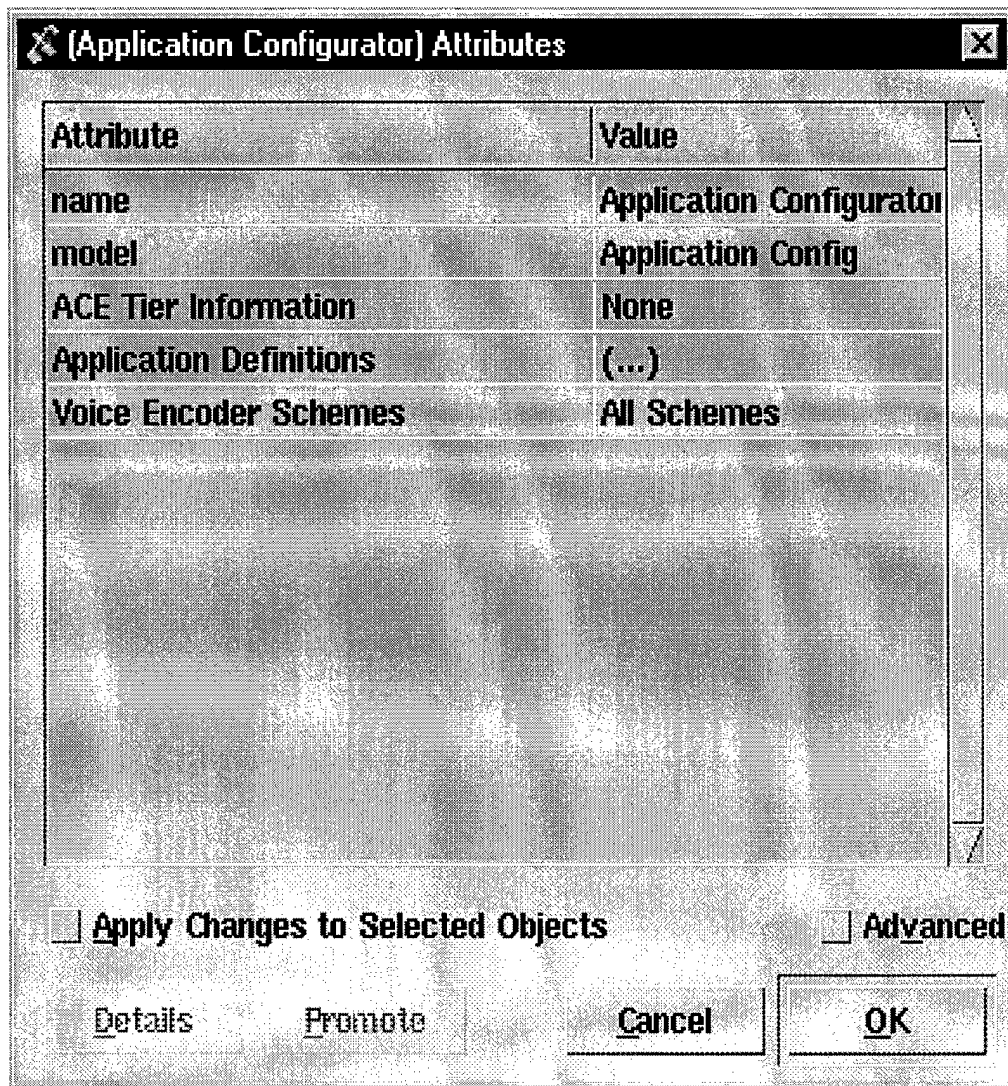 (Application Configurator) Attributes
Attribute Value
name Application Configurator
model Application Config
ACE Tier Information None
Application Definitions (...)
Voice Encoder Schemes All Schemes
Apply Changes to Selected Objects Advanced
Details Promote Cancel OK